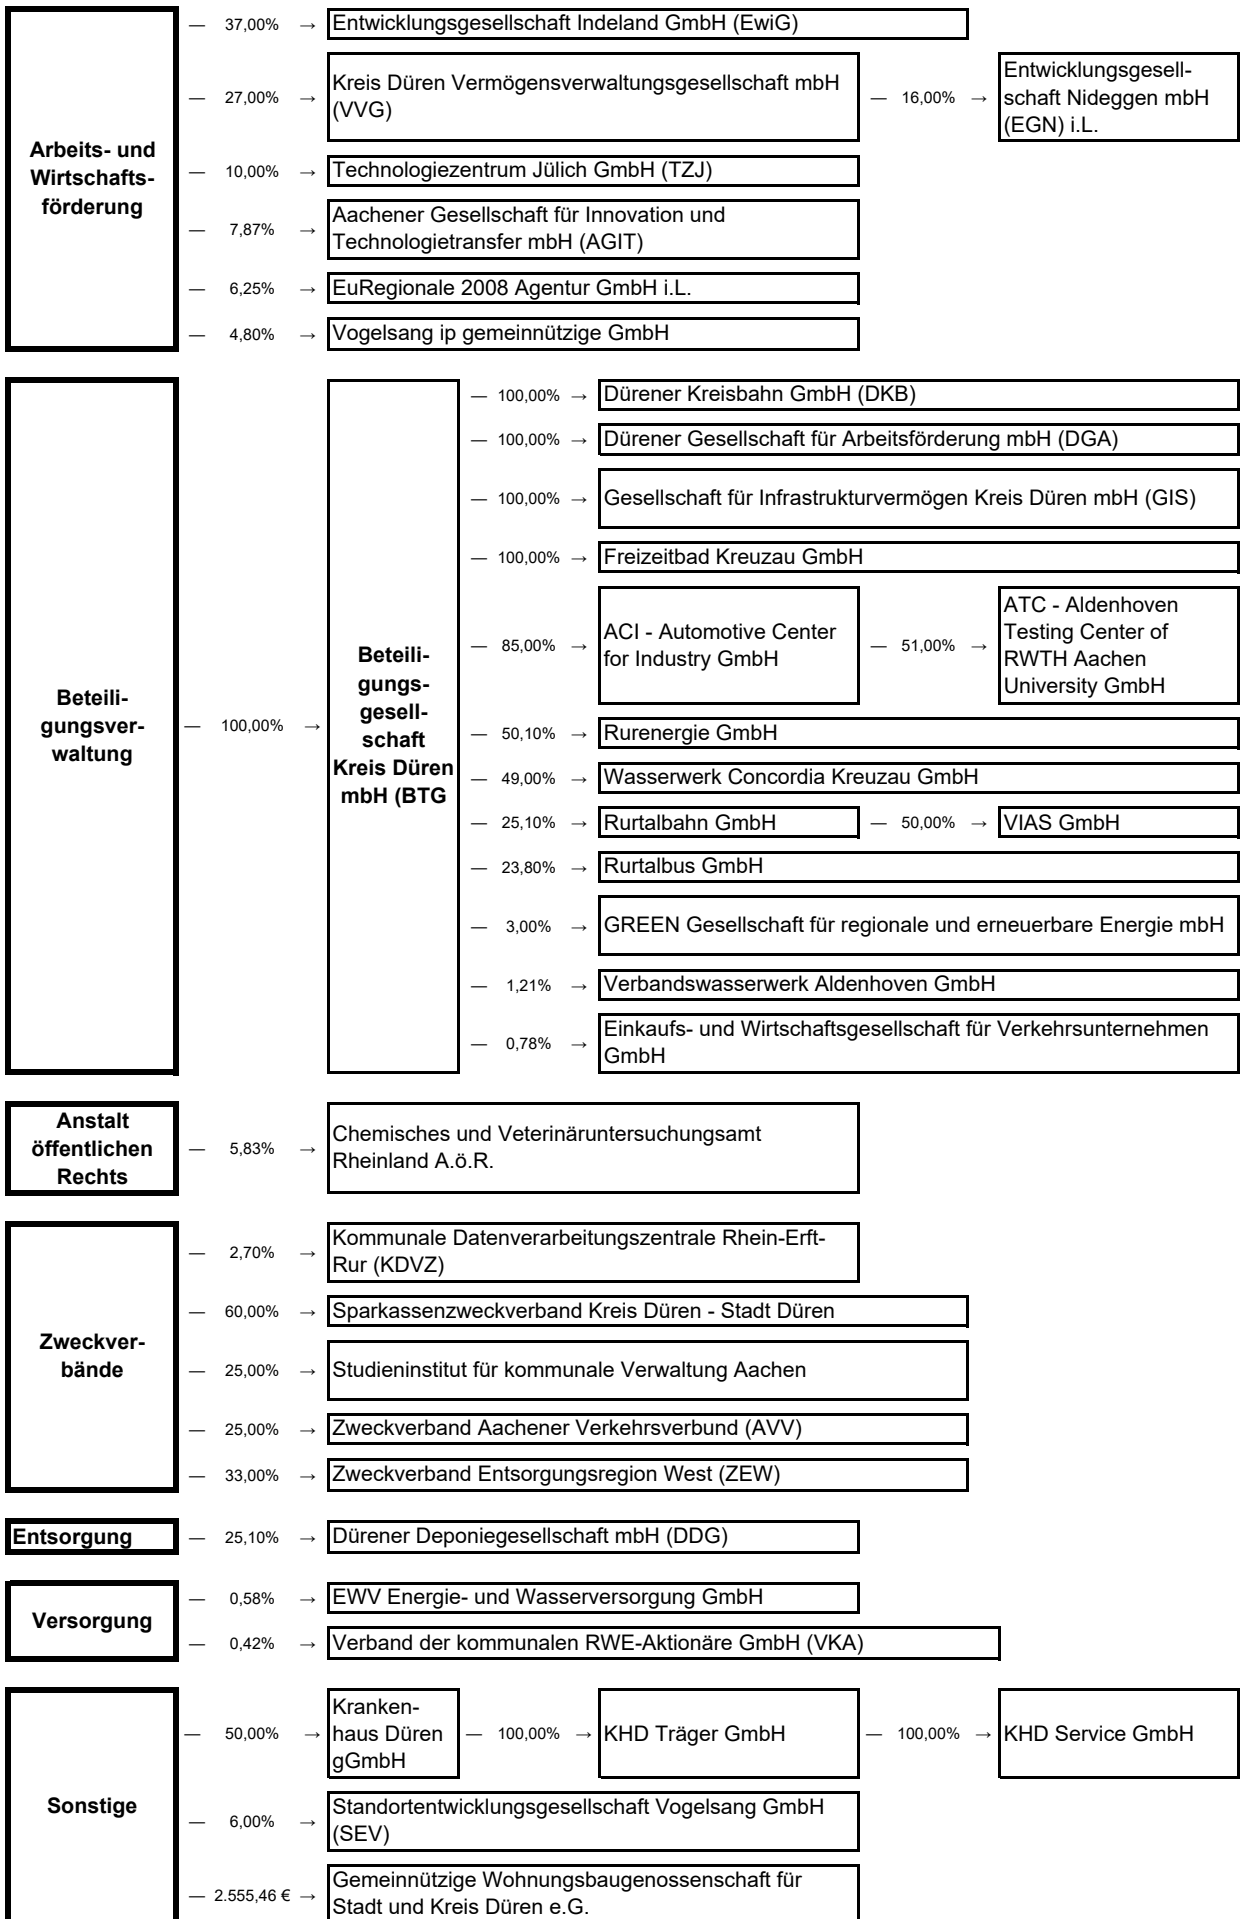 — 37,00% → Entwicklungsgesellschaft Indeland GmbH (EwiG)
Kreis Düren Vermögensverwaltungsgesellschaft mbH
(VVG)
— 27,00% →
— 16,00% →
Entwicklungsgesell-
schaft Nideggen mbH
(EGN) i.L.
Arbeits- und
Wirtschafts-
förderung
— 10,00% → Technologiezentrum Jülich GmbH (TZJ)
— 7,87% →
Aachener Gesellschaft für Innovation und
Technologietransfer mbH (AGIT)
— 6,25% → EuRegionale 2008 Agentur GmbH i.L.
— 4,80% → Vogelsang ip gemeinnützige GmbH
Beteili-
gungsver-
waltung
— 100,00% →
Beteili-
gungs-
gesell-
schaft
Kreis Düren
mbH (BTG
— 100,00% → Dürener Kreisbahn GmbH (DKB)
— 100,00% → Dürener Gesellschaft für Arbeitsförderung mbH (DGA)
— 100,00% → Gesellschaft für Infrastrukturvermögen Kreis Düren mbH (GIS)
— 100,00% → Freizeitbad Kreuzau GmbH
— 85,00% →
ACI - Automotive Center
for Industry GmbH
— 51,00% →
ATC - Aldenhoven
Testing Center of
RWTH Aachen
University GmbH
— 50,10% → Rurenergie GmbH
— 49,00% → Wasserwerk Concordia Kreuzau GmbH
— 25,10% → Rurtalbahn GmbH — 50,00% → VIAS GmbH
— 23,80% → Rurtalbus GmbH
— 3,00% → GREEN Gesellschaft für regionale und erneuerbare Energie mbH
— 1,21% → Verbandswasserwerk Aldenhoven GmbH
— 0,78% →
Einkaufs- und Wirtschaftsgesellschaft für Verkehrsunternehmen
GmbH
Anstalt
öffentlichen
Rechts
— 5,83% →
Chemisches und Veterinäruntersuchungsamt
Rheinland A.ö.R.
Zweckver-
bände
— 2,70% →
Kommunale Datenverarbeitungszentrale Rhein-Erft-
Rur (KDVZ)
— 60,00% → Sparkassenzweckverband Kreis Düren - Stadt Düren
— 25,00% → Studieninstitut für kommunale Verwaltung Aachen
— 25,00% → Zweckverband Aachener Verkehrsverbund (AVV)
— 33,00% → Zweckverband Entsorgungsregion West (ZEW)
Entsorgung — 25,10% → Dürener Deponiegesellschaft mbH (DDG)
Versorgung
— 0,58% → EWV Energie- und Wasserversorgung GmbH
— 0,42% → Verband der kommunalen RWE-Aktionäre GmbH (VKA)
Sonstige
— 50,00% →
Kranken-
haus Düren
gGmbH
— 100,00% → KHD Träger GmbH — 100,00% → KHD Service GmbH
— 6,00% →
Standortentwicklungsgesellschaft Vogelsang GmbH
(SEV)
— 2.555,46 € →
Gemeinnützige Wohnungsbaugenossenschaft für
Stadt und Kreis Düren e.G.